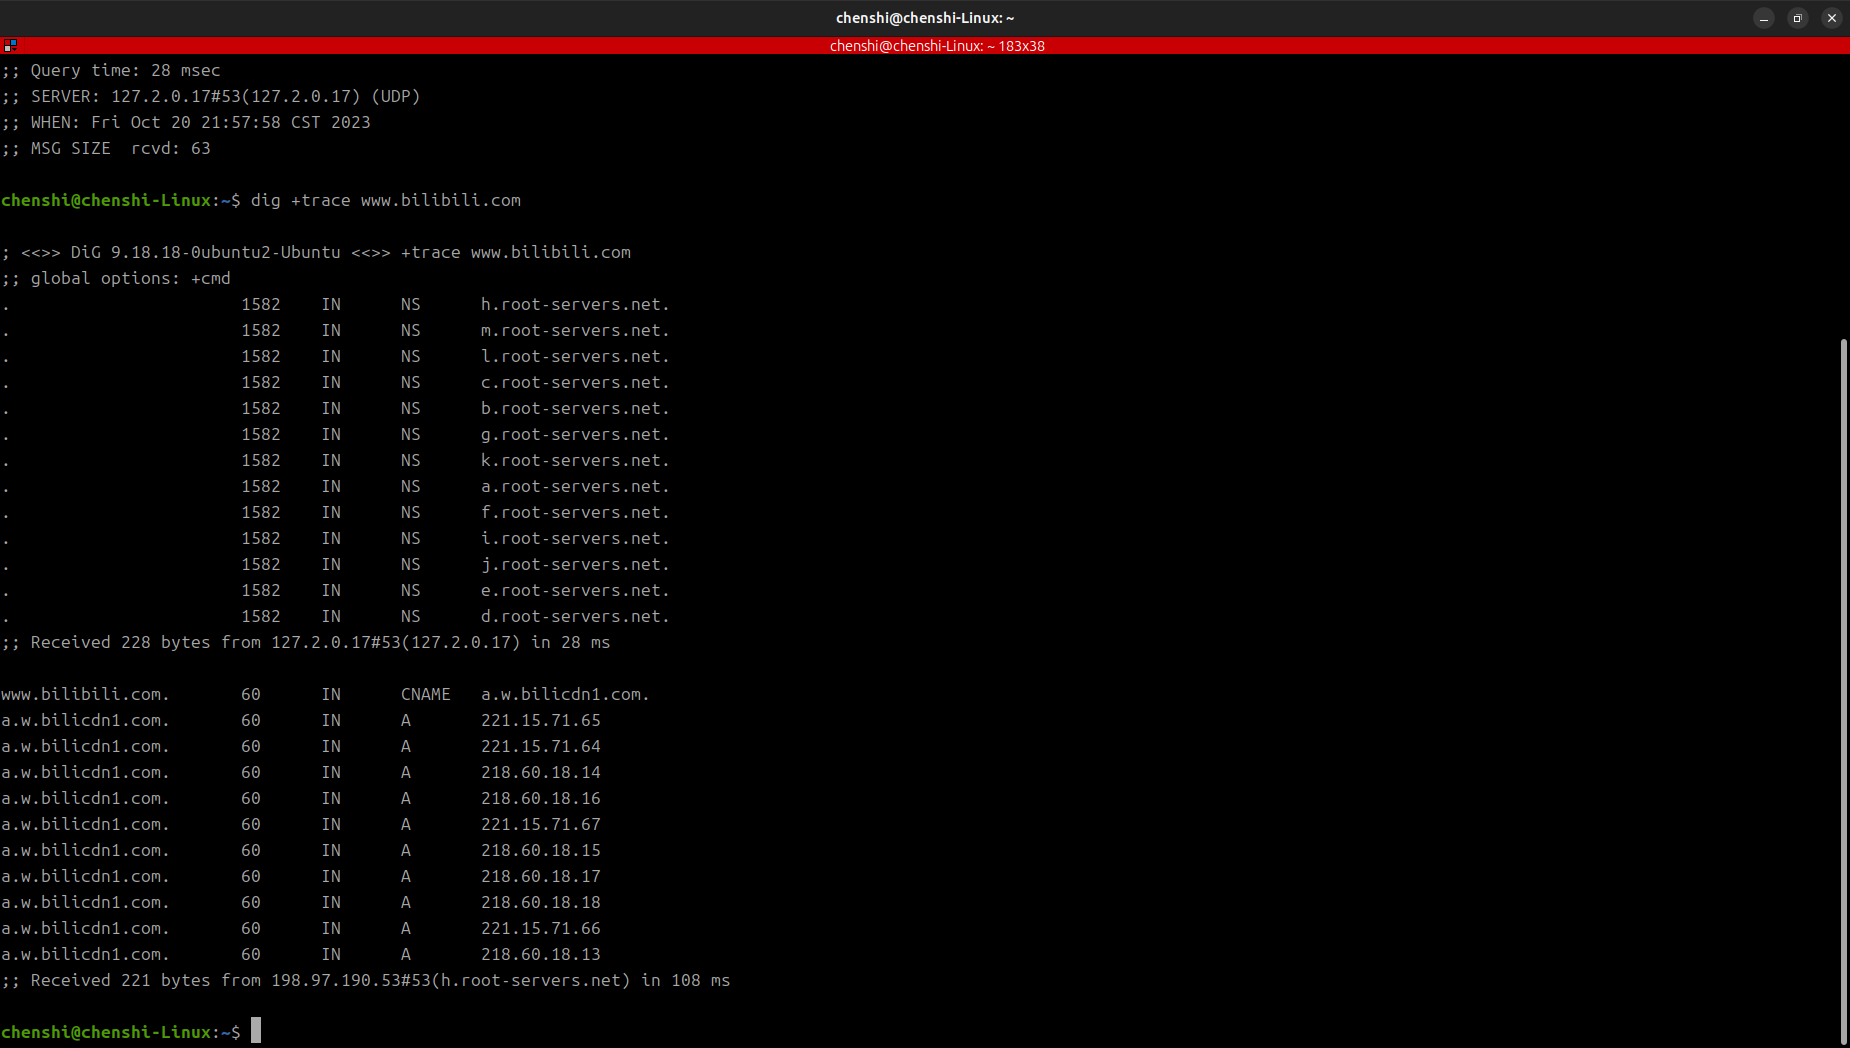 chenshi@chenshi-Linux: ~
chenshi@chenshi-Linux: ~ 183x38
;; Query time: 28 msec
;; SERVER: 127.2.0.17#53(127.2.0.17) (UDP)
;; WHEN: Fri Oct 20 21:57:58 CST 2023
;; MSG SIZE  rcvd: 63
chenshi@chenshi-Linux:~$ dig +trace www.bilibili.com
; <<>> DiG 9.18.18-0ubuntu2-Ubuntu <<>> +trace www.bilibili.com
;; global options: +cmd
.                       1582    IN      NS      h.root-servers.net.
.                       1582    IN      NS      m.root-servers.net.
.                       1582    IN      NS      l.root-servers.net.
.                       1582    IN      NS      c.root-servers.net.
.                       1582    IN      NS      b.root-servers.net.
.                       1582    IN      NS      g.root-servers.net.
.                       1582    IN      NS      k.root-servers.net.
.                       1582    IN      NS      a.root-servers.net.
.                       1582    IN      NS      f.root-servers.net.
.                       1582    IN      NS      i.root-servers.net.
.                       1582    IN      NS      j.root-servers.net.
.                       1582    IN      NS      e.root-servers.net.
.                       1582    IN      NS      d.root-servers.net.
;; Received 228 bytes from 127.2.0.17#53(127.2.0.17) in 28 ms
www.bilibili.com.       60      IN      CNAME   a.w.bilicdn1.com.
a.w.bilicdn1.com.       60      IN      A       221.15.71.65
a.w.bilicdn1.com.       60      IN      A       221.15.71.64
a.w.bilicdn1.com.       60      IN      A       218.60.18.14
a.w.bilicdn1.com.       60      IN      A       218.60.18.16
a.w.bilicdn1.com.       60      IN      A       221.15.71.67
a.w.bilicdn1.com.       60      IN      A       218.60.18.15
a.w.bilicdn1.com.       60      IN      A       218.60.18.17
a.w.bilicdn1.com.       60      IN      A       218.60.18.18
a.w.bilicdn1.com.       60      IN      A       221.15.71.66
a.w.bilicdn1.com.       60      IN      A       218.60.18.13
;; Received 221 bytes from 198.97.190.53#53(h.root-servers.net) in 108 ms
chenshi@chenshi-Linux:~$